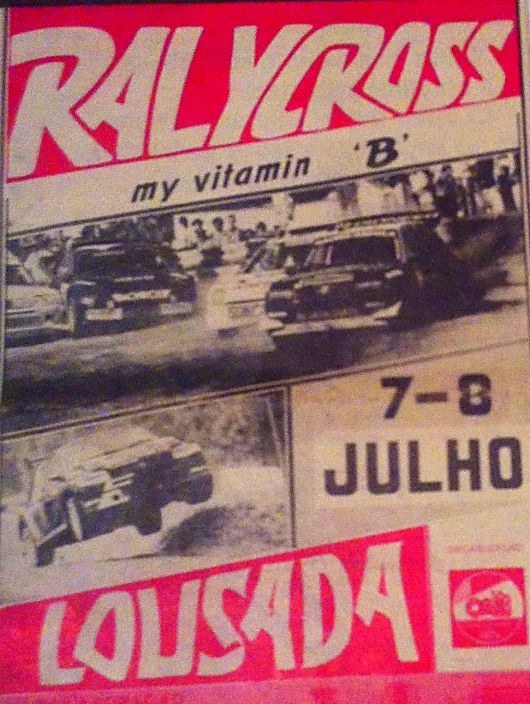 RALYCROSS
my vitamin 'B'
7-8
JULHO
LOUSADA